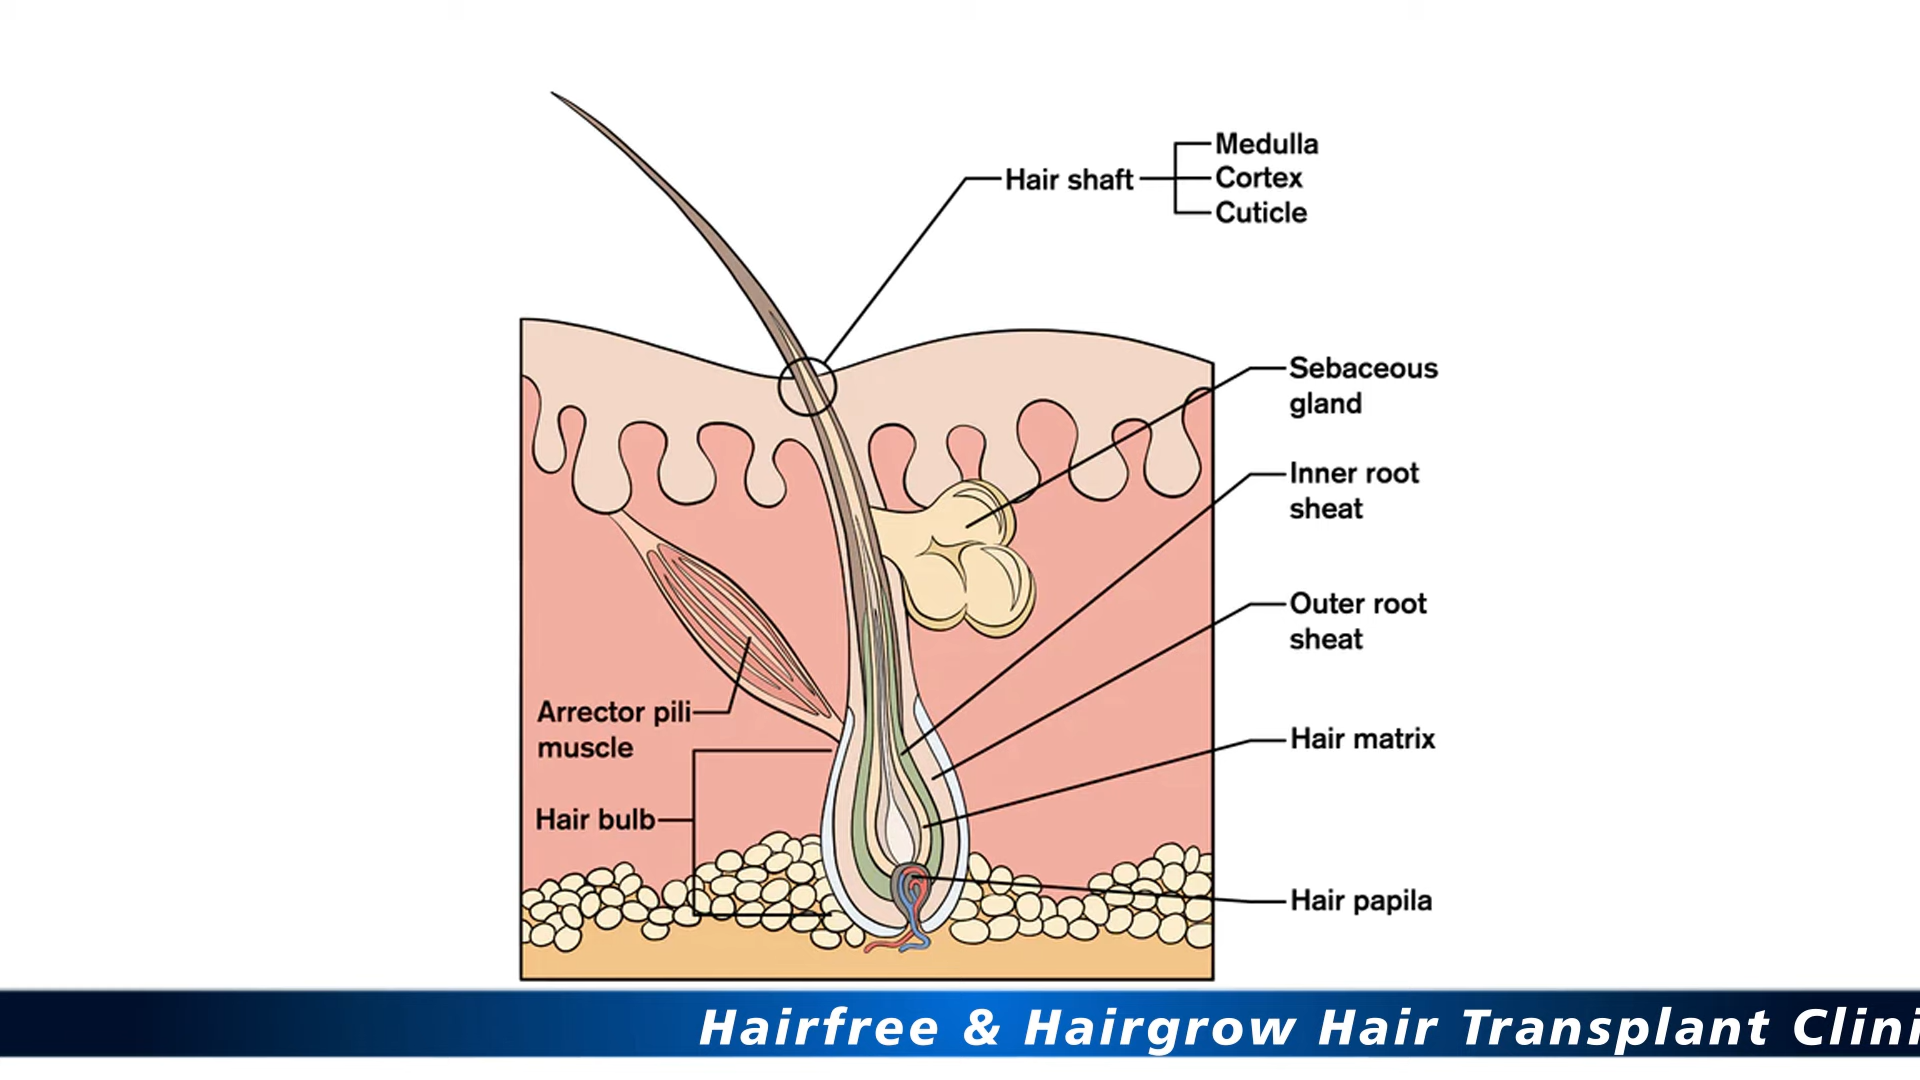 Medulla
Hair shaft
Cortex
Cuticle
Sebaceous
gland
Inner root
sheat
Outer root
sheat
Arrector pili
muscle
Hair matrix
Hair bulb
Hair papila
Hairfree & Hairgrow Hair Transplant Clini